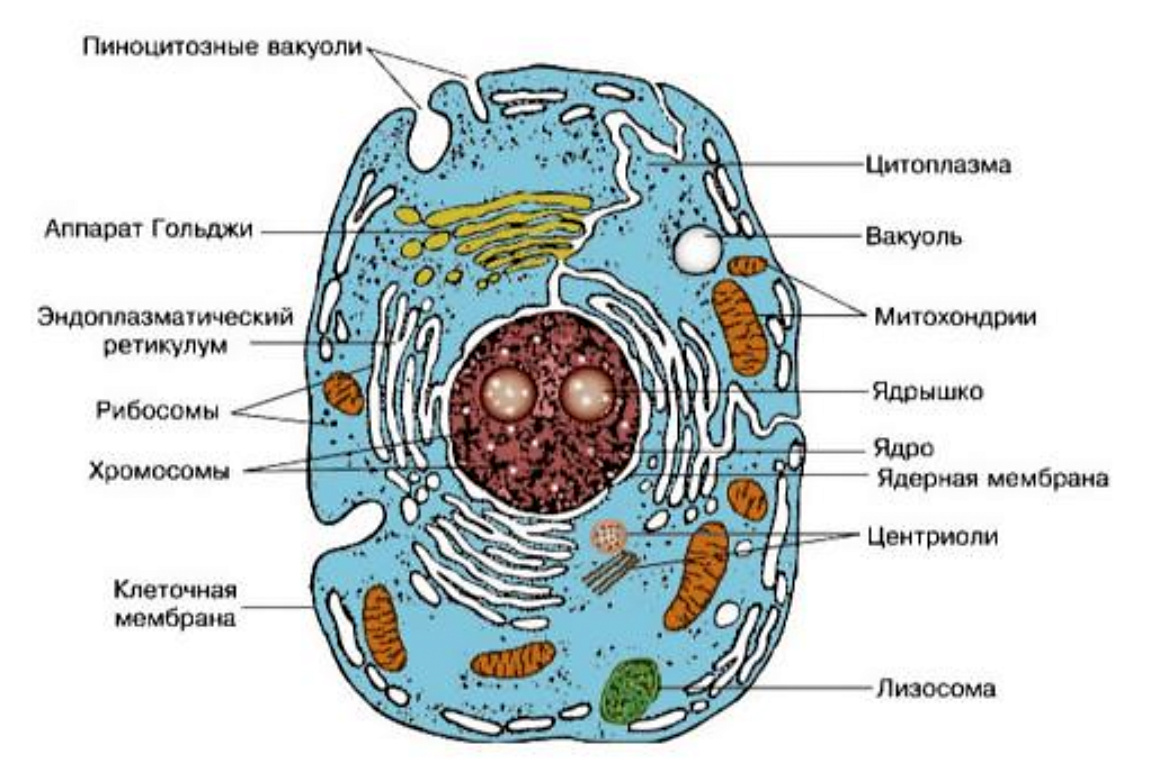 Пиноцитозные вакуоли
Аппарат Гольджи
Эндоплазматический
ретикулум
Рибосомы
Хромосомы
Клеточная
мембрана
Цитоплазма
Вакуоль
Митохондрии
Ядрышко
Ядро
Ядерная мембрана
Центриоли
Лизосома